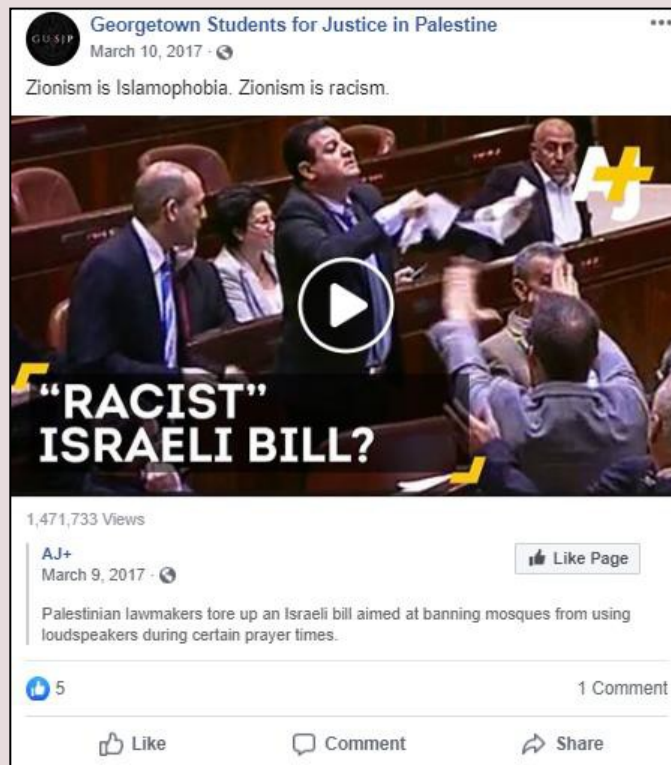 GU SJP
Georgetown Students for Justice in Palestine
March 10, 2017 ·
Zionism is Islamophobia. Zionism is racism.
AJ+
“RACIST”
ISRAELI BILL?
1,471,733 Views
AJ+
March 9, 2017 ·
Like Page
Palestinian lawmakers tore up an Israeli bill aimed at banning mosques from using
loudspeakers during certain prayer times.
5
1 Comment
Like
Comment
Share